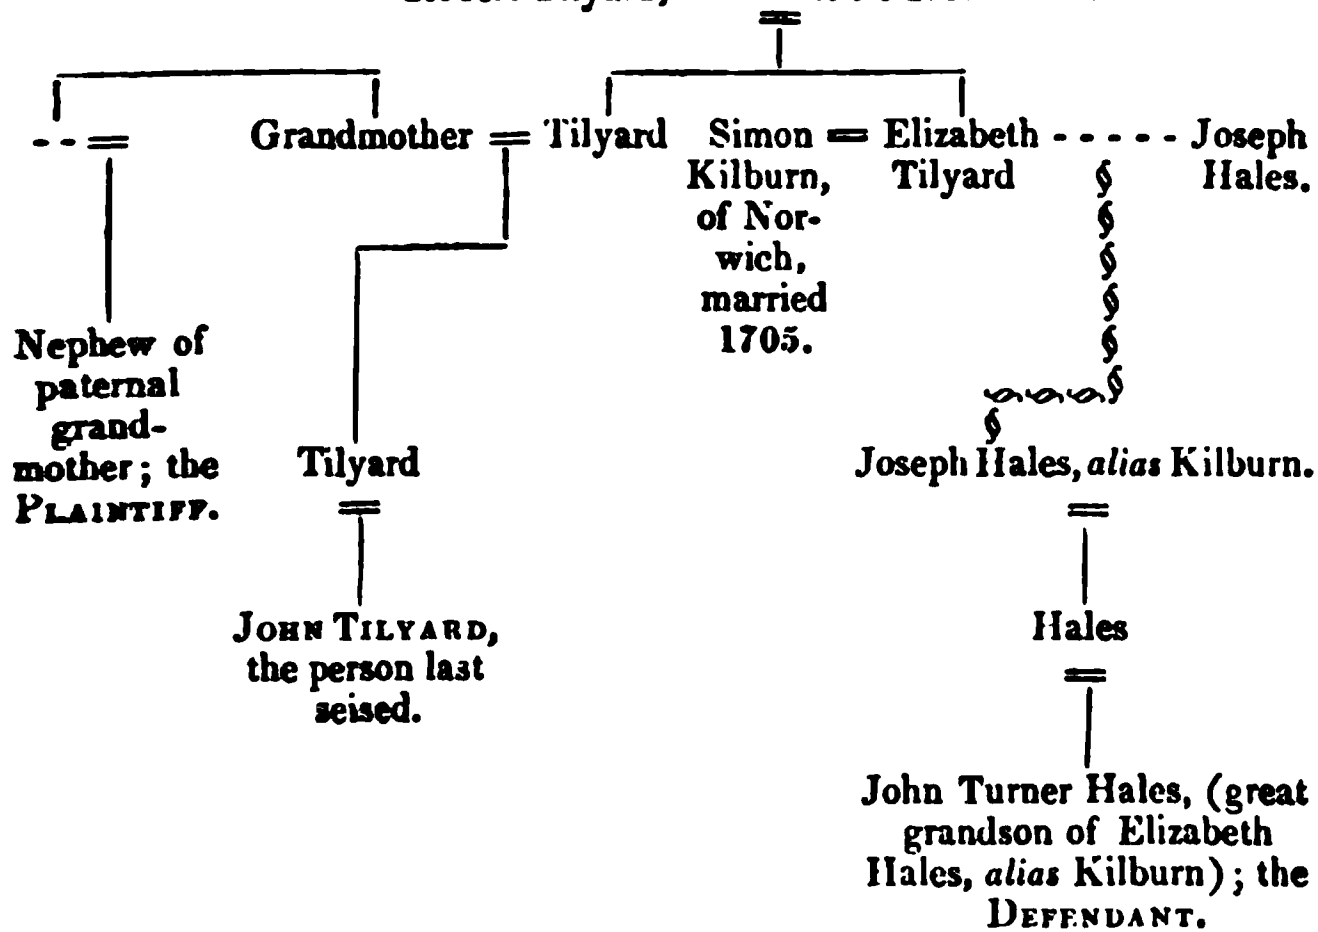 Grandmother = Tilyard
Simon = Elizabeth - - - - - Joseph
Kilburn, Tilyard Hales.
of Nor-
wich,
married
1705.
Nephew of
paternal
grand-
mother; the
PLAINTIFF.
Tilyard
Joseph Hales, alias Kilburn.
JOHN TILYARD,
the person last
seised.
Hales
John Turner Hales, (great
grandson of Elizabeth
Hales, alias Kilburn); the
DEFENDANT.